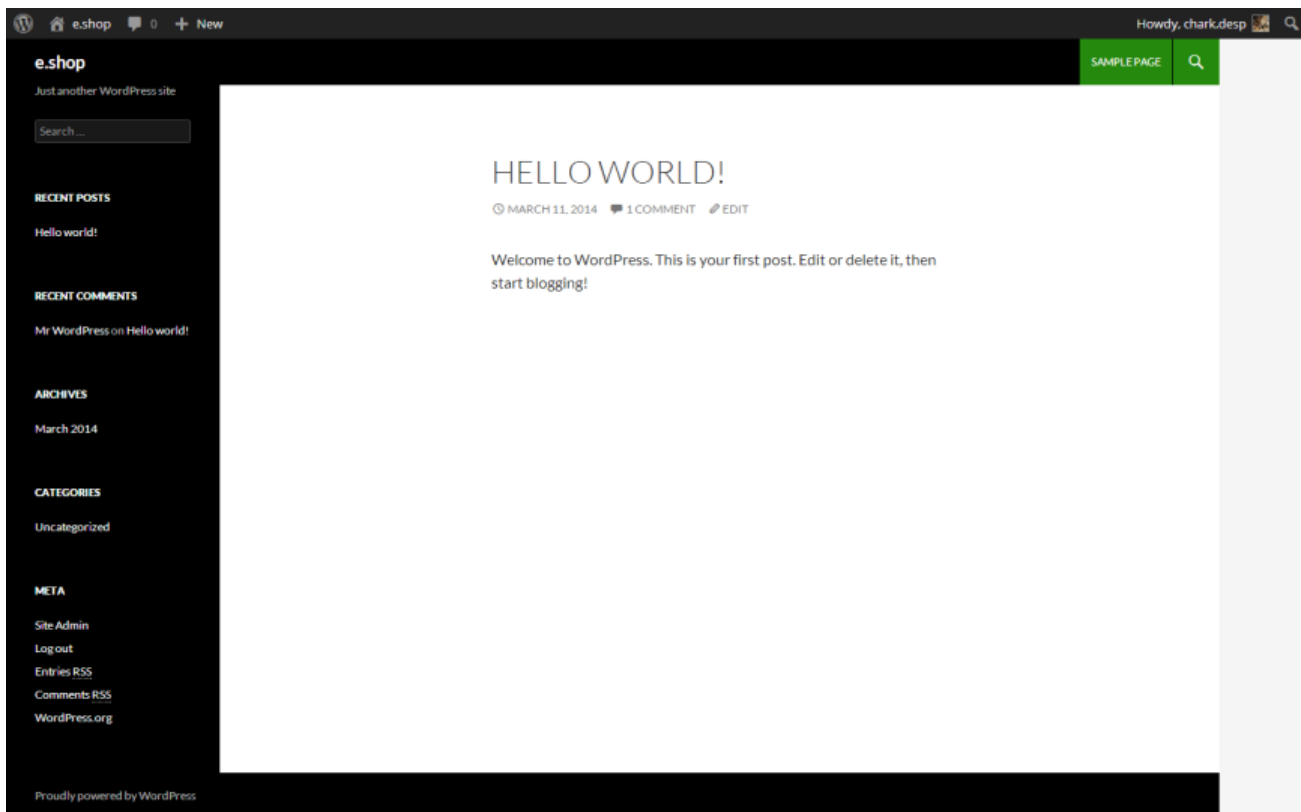 e.shop 0 New Howdy, chark.desp
e.shop SAMPLE PAGE
Just another WordPress site
Search ...
RECENT POSTS
Hello world!
RECENT COMMENTS
Mr WordPress on Hello world!
ARCHIVES
March 2014
CATEGORIES
Uncategorized
META
Site Admin
Log out
Entries RSS
Comments RSS
WordPress.org
HELLO WORLD!
MARCH 11, 2014 1 COMMENT EDIT
Welcome to WordPress. This is your first post. Edit or delete it, then
start blogging!
Proudly powered by WordPress